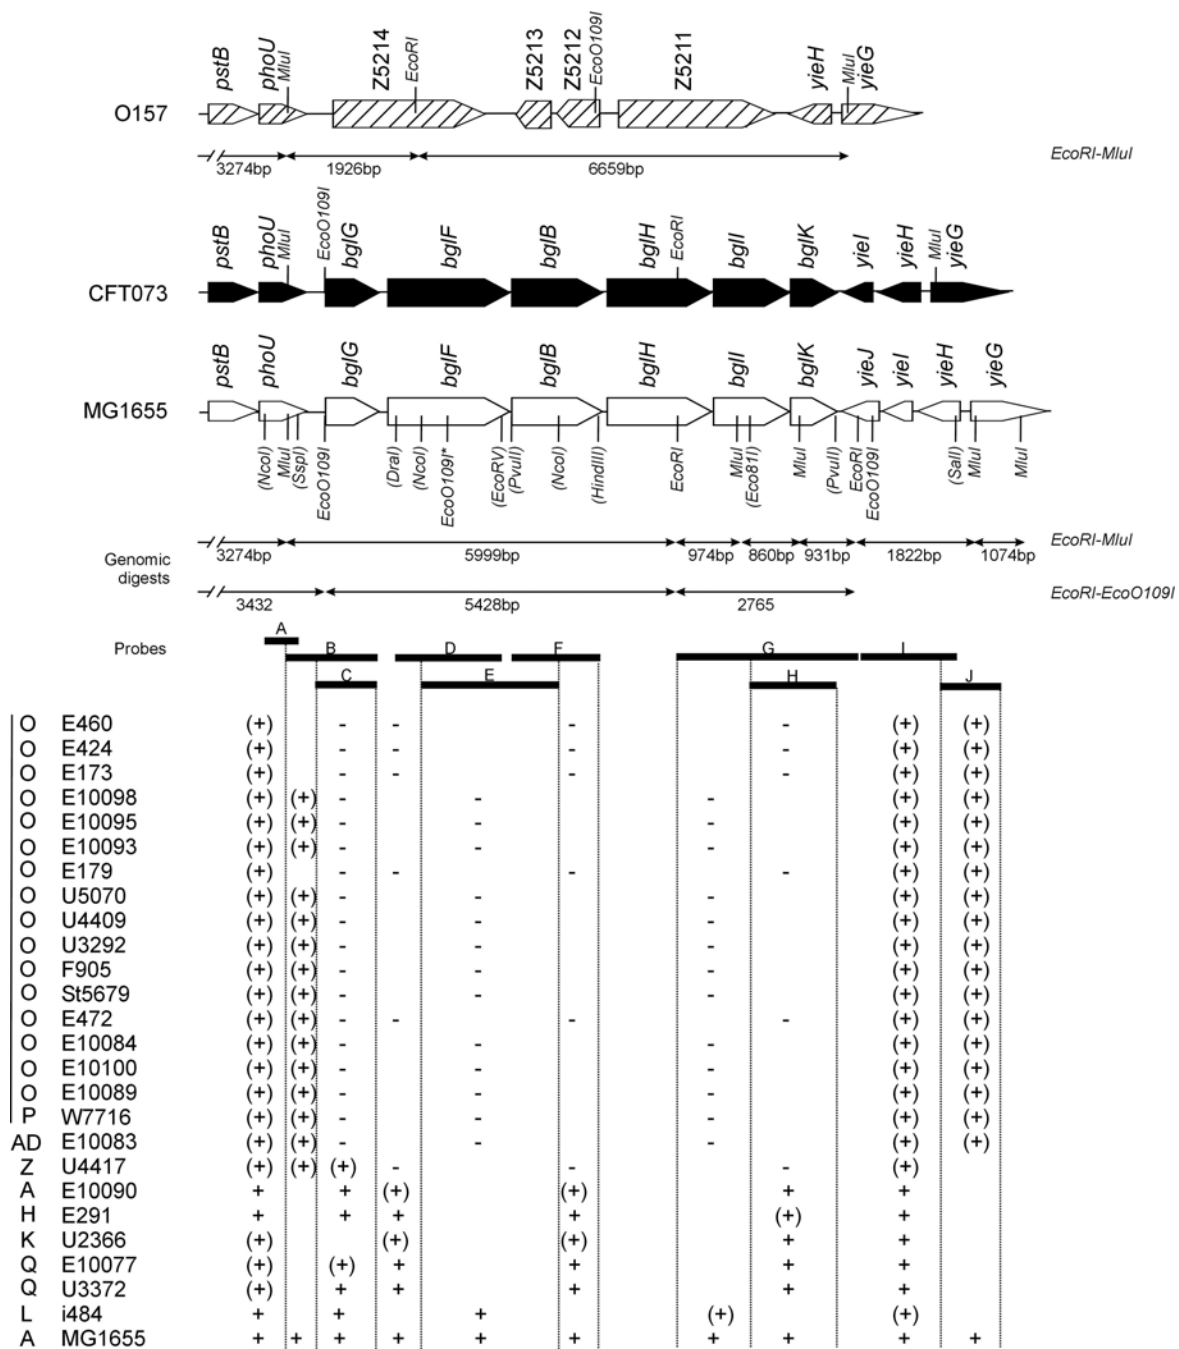 pstB phoU MluI Z5214 EcoRI Z5213 Z5212 EcoO109I Z5211 yieH MluI yieG
O157
3274bp 1926bp 6659bp EcoRI-MluI
pstB phoU MluI EcoO109I bglG bglF bglB bglH EcoRI bglI bglK yieI yieH MluI yieG
CFT073
pstB phoU bglG bglF bglB bglH bglI bglK yieJ yieI yieH yieG
MG1655
(NcoI) MluI (SspI) EcoO109I (DraI) (NcoI) EcoO109I* (EcoRV) (PvuII) (NcoI) (HindIII) EcoRI MluI (Eco81I) MluI (PvuII) EcoRI EcoO109I (SalI) MluI MluI
Genomic digests
3274bp 5999bp 974bp 860bp 931bp 1822bp 1074bp EcoRI-MluI
3432 5428bp 2765 EcoRI-EcoO109I
Probes
A
B D F G I
C E H J
O E460 (+) - - - - (+) (+)
O E424 (+) - - - - (+) (+)
O E173 (+) - - - - (+) (+)
O E10098 (+) (+) - - - (+) (+)
O E10095 (+) (+) - - - (+) (+)
O E10093 (+) (+) - - - (+) (+)
O E179 (+) - - - - (+) (+)
O U5070 (+) (+) - - - (+) (+)
O U4409 (+) (+) - - - (+) (+)
O U3292 (+) (+) - - - (+) (+)
O F905 (+) (+) - - - (+) (+)
O St5679 (+) (+) - - - (+) (+)
O E472 (+) (+) - - - - (+) (+)
O E10084 (+) (+) - - - (+) (+)
O E10100 (+) (+) - - - (+) (+)
O E10089 (+) (+) - - - (+) (+)
P W7716 (+) (+) - - - (+) (+)
AD E10083 (+) (+) - - - (+) (+)
Z U4417 (+) (+) (+) - - - (+)
A E10090 + + (+) (+) + +
H E291 + + + + (+) +
K U2366 (+) (+) (+) + +
Q E10077 (+) (+) + + + +
Q U3372 (+) + + + + +
L i484 + + + (+) (+)
A MG1655 + + + + + + + + + +